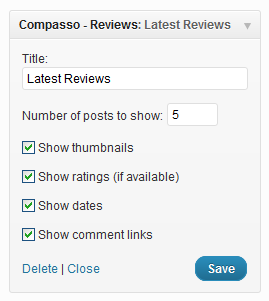 Compasso - Reviews: Latest Reviews
Title:
Latest Reviews
Number of posts to show: 5
Show thumbnails
Show ratings (if available)
Show dates
Show comment links
Delete | Close Save